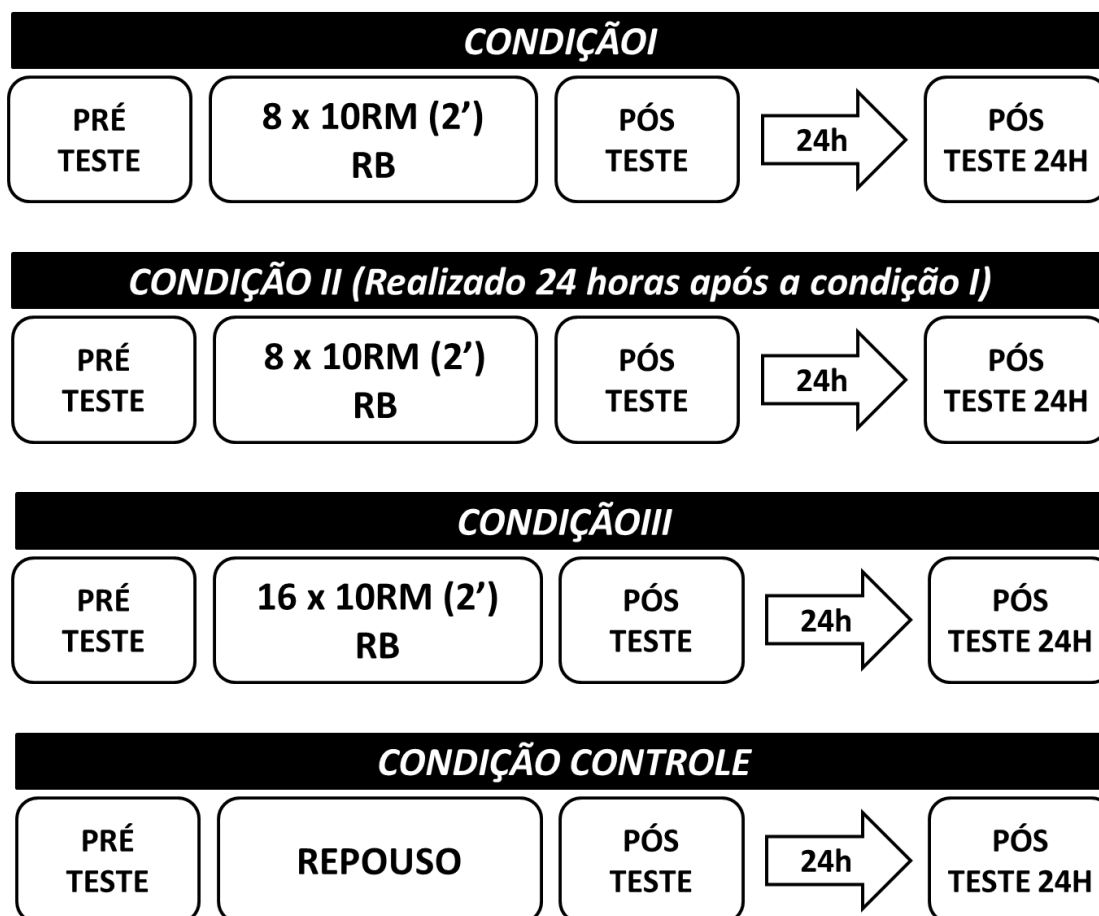 CONDIÇÃOI
PRÉ
TESTE
8 x 10RM (2’)
RB
PÓS
TESTE
24h
PÓS
TESTE 24H
CONDIÇÃO II (Realizado 24 horas após a condição I)
PRÉ
TESTE
8 x 10RM (2’)
RB
PÓS
TESTE
24h
PÓS
TESTE 24H
CONDIÇÃOIII
PRÉ
TESTE
16 x 10RM (2’)
RB
PÓS
TESTE
24h
PÓS
TESTE 24H
CONDIÇÃO CONTROLE
PRÉ
TESTE
REPOUSO
PÓS
TESTE
24h
PÓS
TESTE 24H